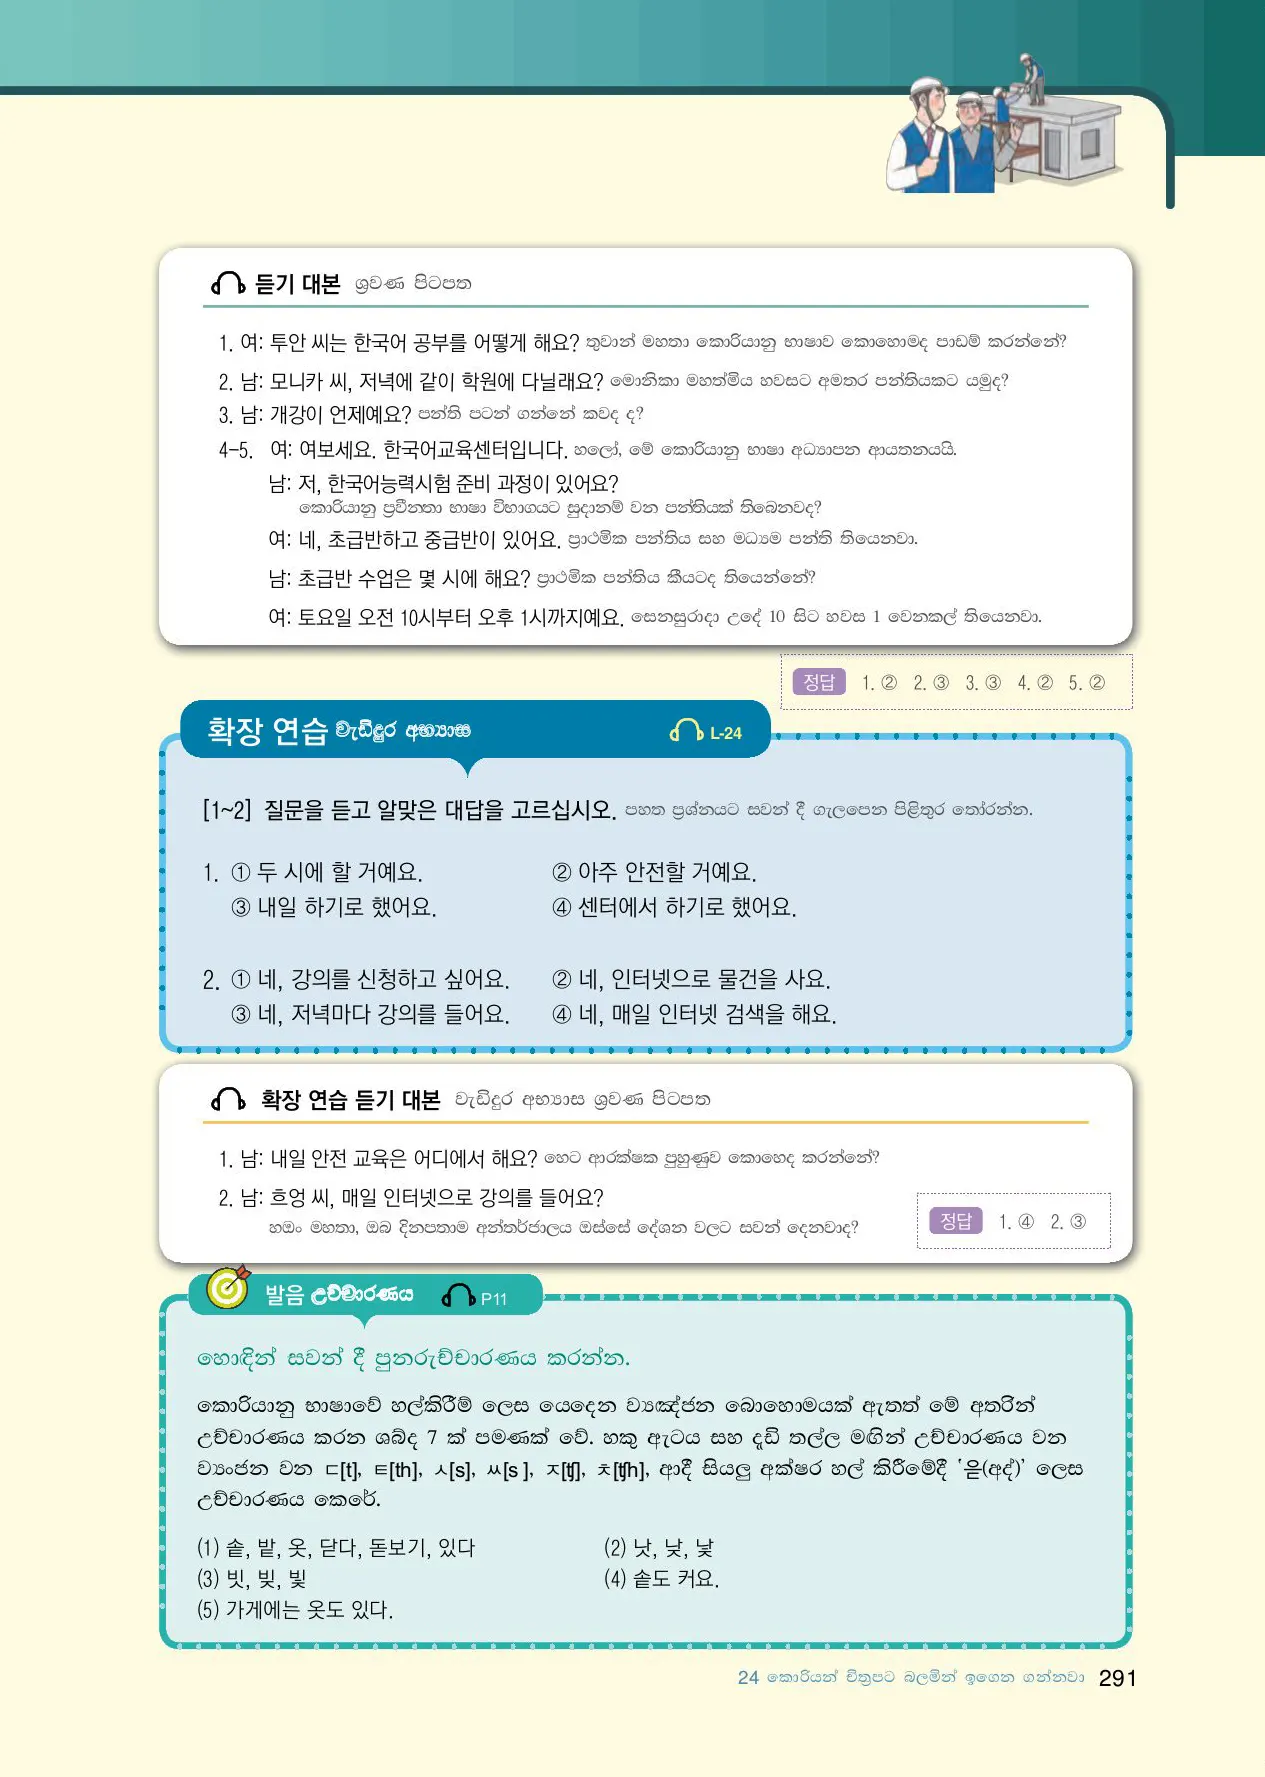 듣기 대본 ශ්‍රවණ පිටපත
1. 여: 투안 씨는 한국어 공부를 어떻게 해요? තුවාන් මහතා කොරියානු භාෂාව කොහොමද පාඩම් කරන්නේ?
2. 남: 모니카 씨, 저녁에 같이 학원에 다닐래요? මොනිකා මහත්මිය හවසට අමතර පන්තියකට යමුද?
3. 남: 개강이 언제예요? පන්ති පටන් ගන්නේ කවද ද?
4-5. 여: 여보세요. 한국어교육센터입니다. හලෝ, මේ කොරියානු භාෂා අධ්‍යාපන ආයතනයයි.
남: 저, 한국어능력시험 준비 과정이 있어요?
කොරියානු ප්‍රවීනතා භාෂා විභාගයට සුදානම් වන පන්තියක් තිබෙනවද?
여: 네, 초급반하고 중급반이 있어요. ප්‍රාථමික පන්තිය සහ මධ්‍යම පන්ති තියෙනවා.
남: 초급반 수업은 몇 시에 해요? ප්‍රාථමික පන්තිය කීයටද තියෙන්නේ?
여: 토요일 오전 10시부터 오후 1시까지예요. සෙනසුරාදා උදේ 10 සිට හවස 1 වෙනකල් තියෙනවා.
정답 1. ② 2. ③ 3. ③ 4. ② 5. ②
확장 연습 වැඩිදුර අභ්‍යාස L-24
[1~2] 질문을 듣고 알맞은 대답을 고르십시오. පහත ප්‍රශ්නයට සවන් දී ගැලපෙන පිළිතුර තෝරන්න.
1. ① 두 시에 할 거예요. ② 아주 안전할 거예요.
③ 내일 하기로 했어요. ④ 센터에서 하기로 했어요.
2. ① 네, 강의를 신청하고 싶어요. ② 네, 인터넷으로 물건을 사요.
③ 네, 저녁마다 강의를 들어요. ④ 네, 매일 인터넷 검색을 해요.
확장 연습 듣기 대본 වැඩිදුර අභ්‍යාස ශ්‍රවණ පිටපත
1. 남: 내일 안전 교육은 어디에서 해요? හෙට ආරක්ෂක පුහුණුව කොහෙද කරන්නේ?
2. 남: 흐엉 씨, 매일 인터넷으로 강의를 들어요?
හඔං මහතා, ඔබ දිනපතාම අන්තර්ජාලය ඔස්සේ දේශන වලට සවන් දෙනවාද?
정답 1. ④ 2. ③
발음 උච්චාරණය P11
හොඳින් සවන් දී පුනරුච්චාරණය කරන්න.
කොරියානු භාෂාවේ හල්කිරීම් ලෙස යෙදෙන ව්‍යඤ්ජන බොහොමයක් ඇතත් මේ අතරින්
උච්චාරණය කරන ශබ්ද 7 ක් පමණක් වේ. හකු ඇටය සහ දැඩි තල්ල මඟින් උච්චාරණය වන
ව්‍යංජන වන ㄷ[t], ㅌ[th], ㅅ[s], ㅆ[s ], ㅈ[ʧ], ㅊ[ʧh], ආදී සියලු අක්ෂර හල් කිරීමේදී ‘읃(අද්)’ ලෙස
උච්චාරණය කෙරේ.
(1) 솥, 밭, 옷, 닫다, 돋보기, 있다 (2) 낫, 낮, 낯
(3) 빗, 빚, 빛 (4) 솥도 커요.
(5) 가게에는 옷도 있다.
24 කොරියන් චිත්‍රපට බලමින් ඉගෙන ගන්නවා 291